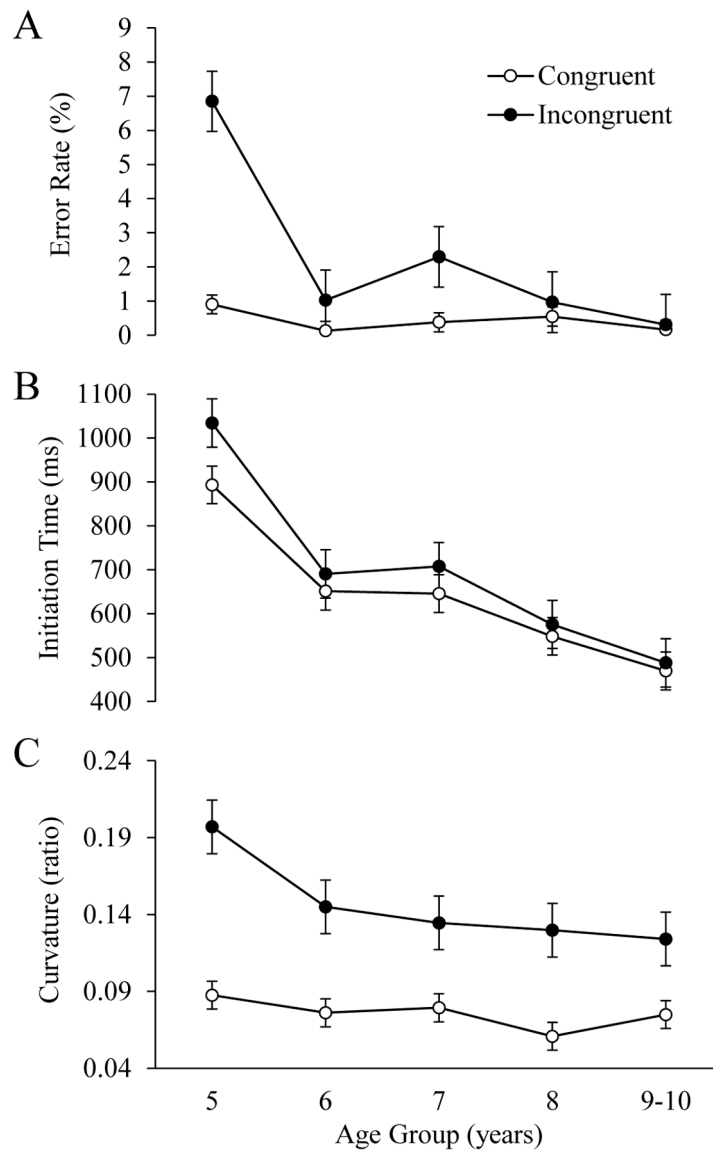 A
Error Rate (%)
9
8
7
6
5
4
3
2
1
0
Congruent
Incongruent
B
Initiation Time (ms)
1100
1000
900
800
700
600
500
400
C
Curvature (ratio)
0.24
0.19
0.14
0.09
0.04
5 6 7 8 9-10
Age Group (years)